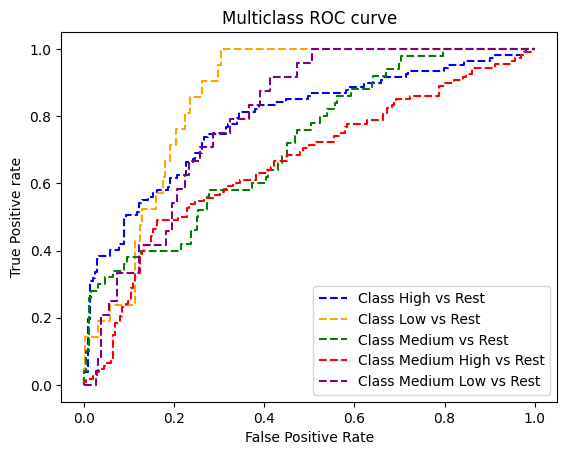 Multiclass ROC curve
True Positive rate
1.0
0.8
0.6
0.4
0.2
0.0
Class High vs Rest
Class Low vs Rest
Class Medium vs Rest
Class Medium High vs Rest
Class Medium Low vs Rest
0.0 0.2 0.4 0.6 0.8 1.0
False Positive Rate